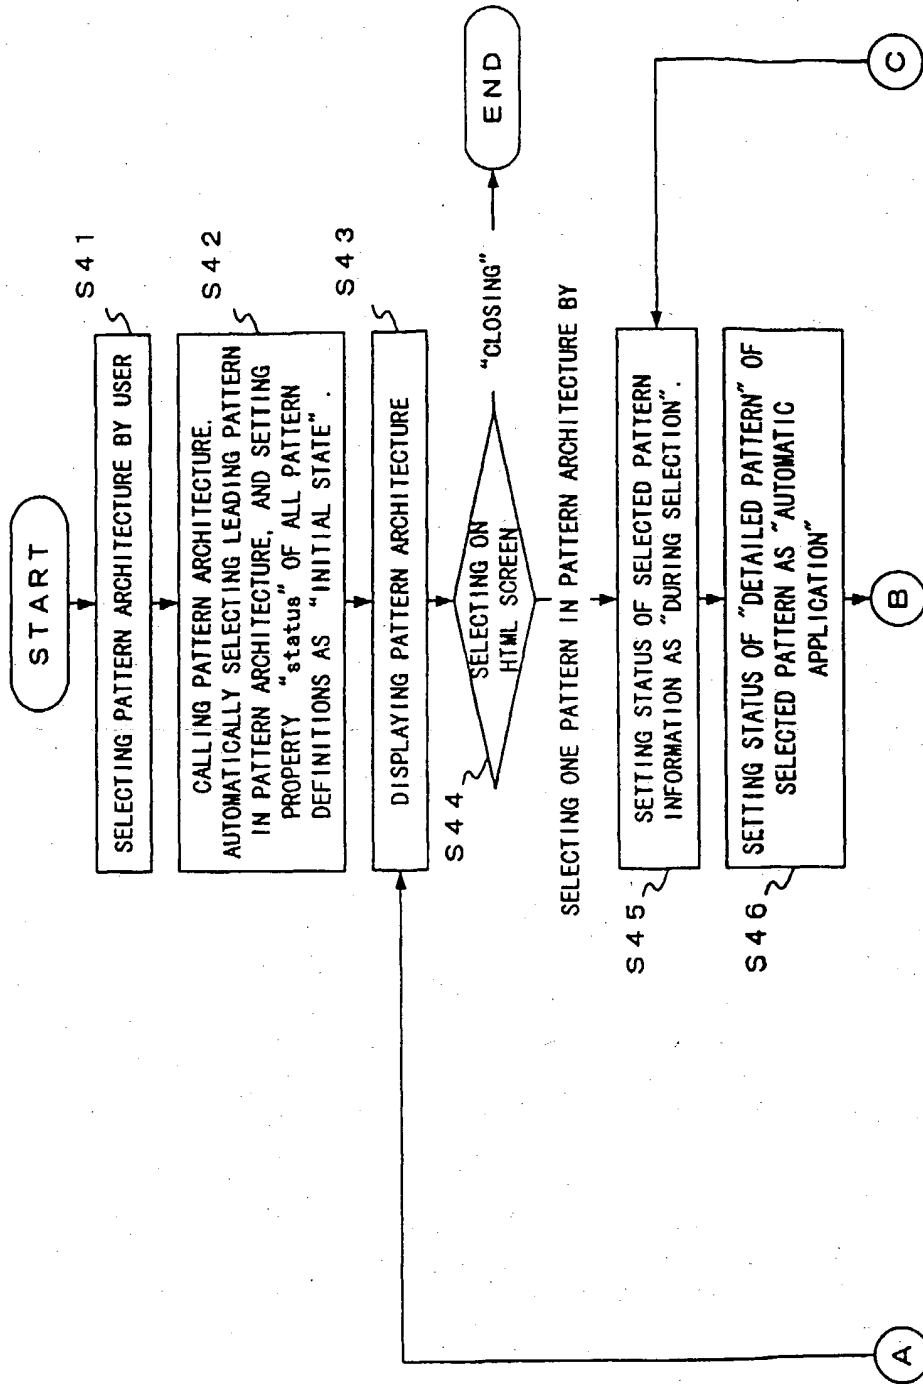 START
S41
SELECTING PATTERN ARCHITECTURE BY USER
S42
CALLING PATTERN ARCHITECTURE.
AUTOMATICALLY SELECTING LEADING PATTERN
IN PATTERN ARCHITECTURE, AND SETTING
PROPERTY "status" OF ALL PATTERN
DEFINITIONS AS "INITIAL STATE".
S43
DISPLAYING PATTERN ARCHITECTURE
S44
SELECTING ON
HTML SCREEN
"CLOSING"
END
SELECTING ONE PATTERN IN PATTERN ARCHITECTURE BY
S45
SETTING STATUS OF SELECTED PATTERN
INFORMATION AS "DURING SELECTION".
S46
SETTING STATUS OF "DETAILED PATTERN" OF
SELECTED PATTERN AS "AUTOMATIC
APPLICATION"
A
B
C